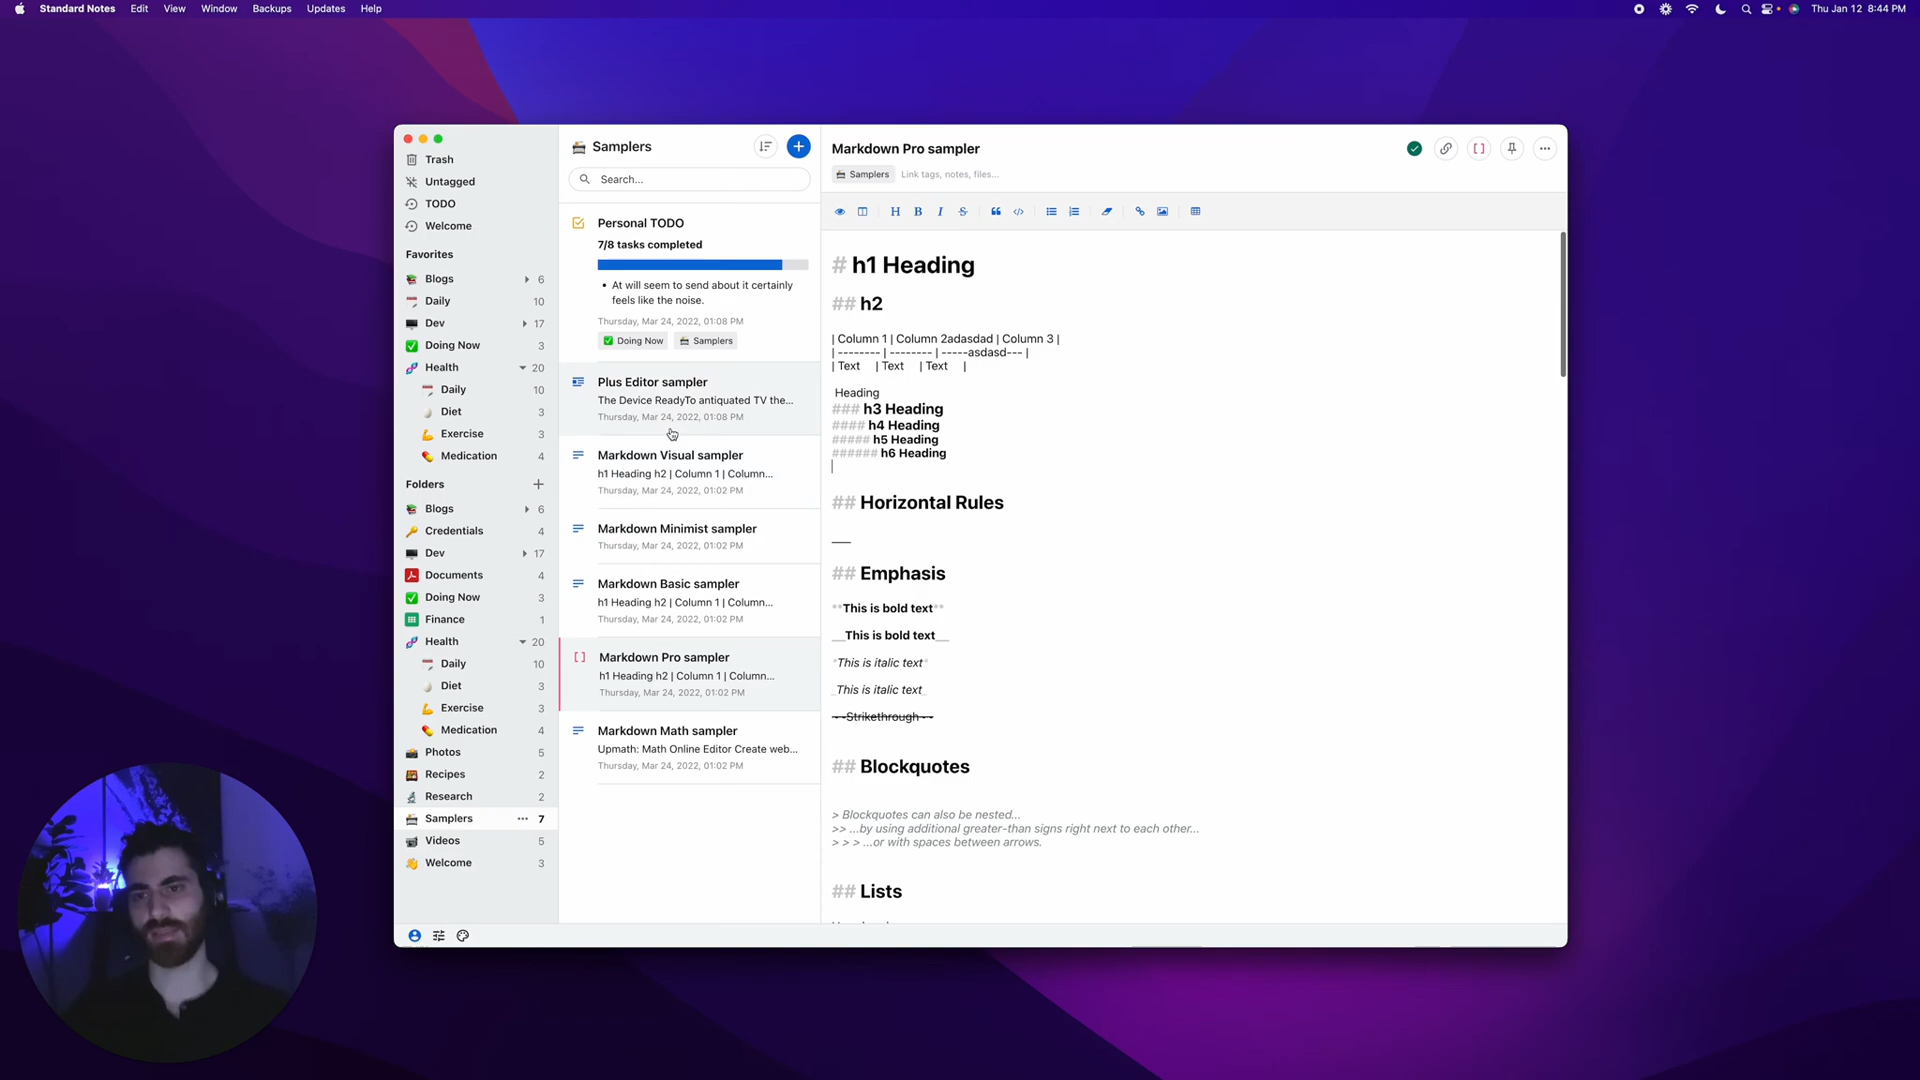 Standard Notes Edit View Window Backups Updates Help
Thu Jan 12 8:44 PM
Trash
Untagged
TODO
Welcome
Favorites
Blogs 6
Daily 10
Dev 17
Doing Now 3
Health 20
Daily 10
Diet 3
Exercise 3
Medication 4
Folders
Blogs 6
Credentials 4
Dev 17
Documents 4
Doing Now 3
Finance 1
Health 20
Daily 10
Diet 3
Exercise 3
Medication 4
Photos 5
Recipes 2
Research 2
Samplers ••• 7
Videos 5
Welcome 3
Samplers
Search...
Personal TODO
7/8 tasks completed
• At will seem to send about it certainly
feels like the noise.
Thursday, Mar 24, 2022, 01:08 PM
Doing Now Samplers
Plus Editor sampler
The Device ReadyTo antiquated TV the...
Thursday, Mar 24, 2022, 01:08 PM
Markdown Visual sampler
h1 Heading h2 | Column 1 | Column...
Thursday, Mar 24, 2022, 01:02 PM
Markdown Minimist sampler
Thursday, Mar 24, 2022, 01:02 PM
Markdown Basic sampler
h1 Heading h2 | Column 1 | Column...
Thursday, Mar 24, 2022, 01:02 PM
Markdown Pro sampler
h1 Heading h2 | Column 1 | Column...
Thursday, Mar 24, 2022, 01:02 PM
Markdown Math sampler
Upmath: Math Online Editor Create web...
Thursday, Mar 24, 2022, 01:02 PM
Markdown Pro sampler
Samplers Link tags, notes, files...
# h1 Heading
## h2
| Column 1 | Column 2adasdad | Column 3 |
| -------- | -------- | -----asdasd--- |
| Text | Text | Text |
Heading
### h3 Heading
#### h4 Heading
##### h5 Heading
###### h6 Heading
## Horizontal Rules
___
## Emphasis
**This is bold text**
__This is bold text__
*This is italic text*
_This is italic text_
~~Strikethrough~~
## Blockquotes
> Blockquotes can also be nested...
>> ...by using additional greater-than signs right next to each other...
> > > ...or with spaces between arrows.
## Lists